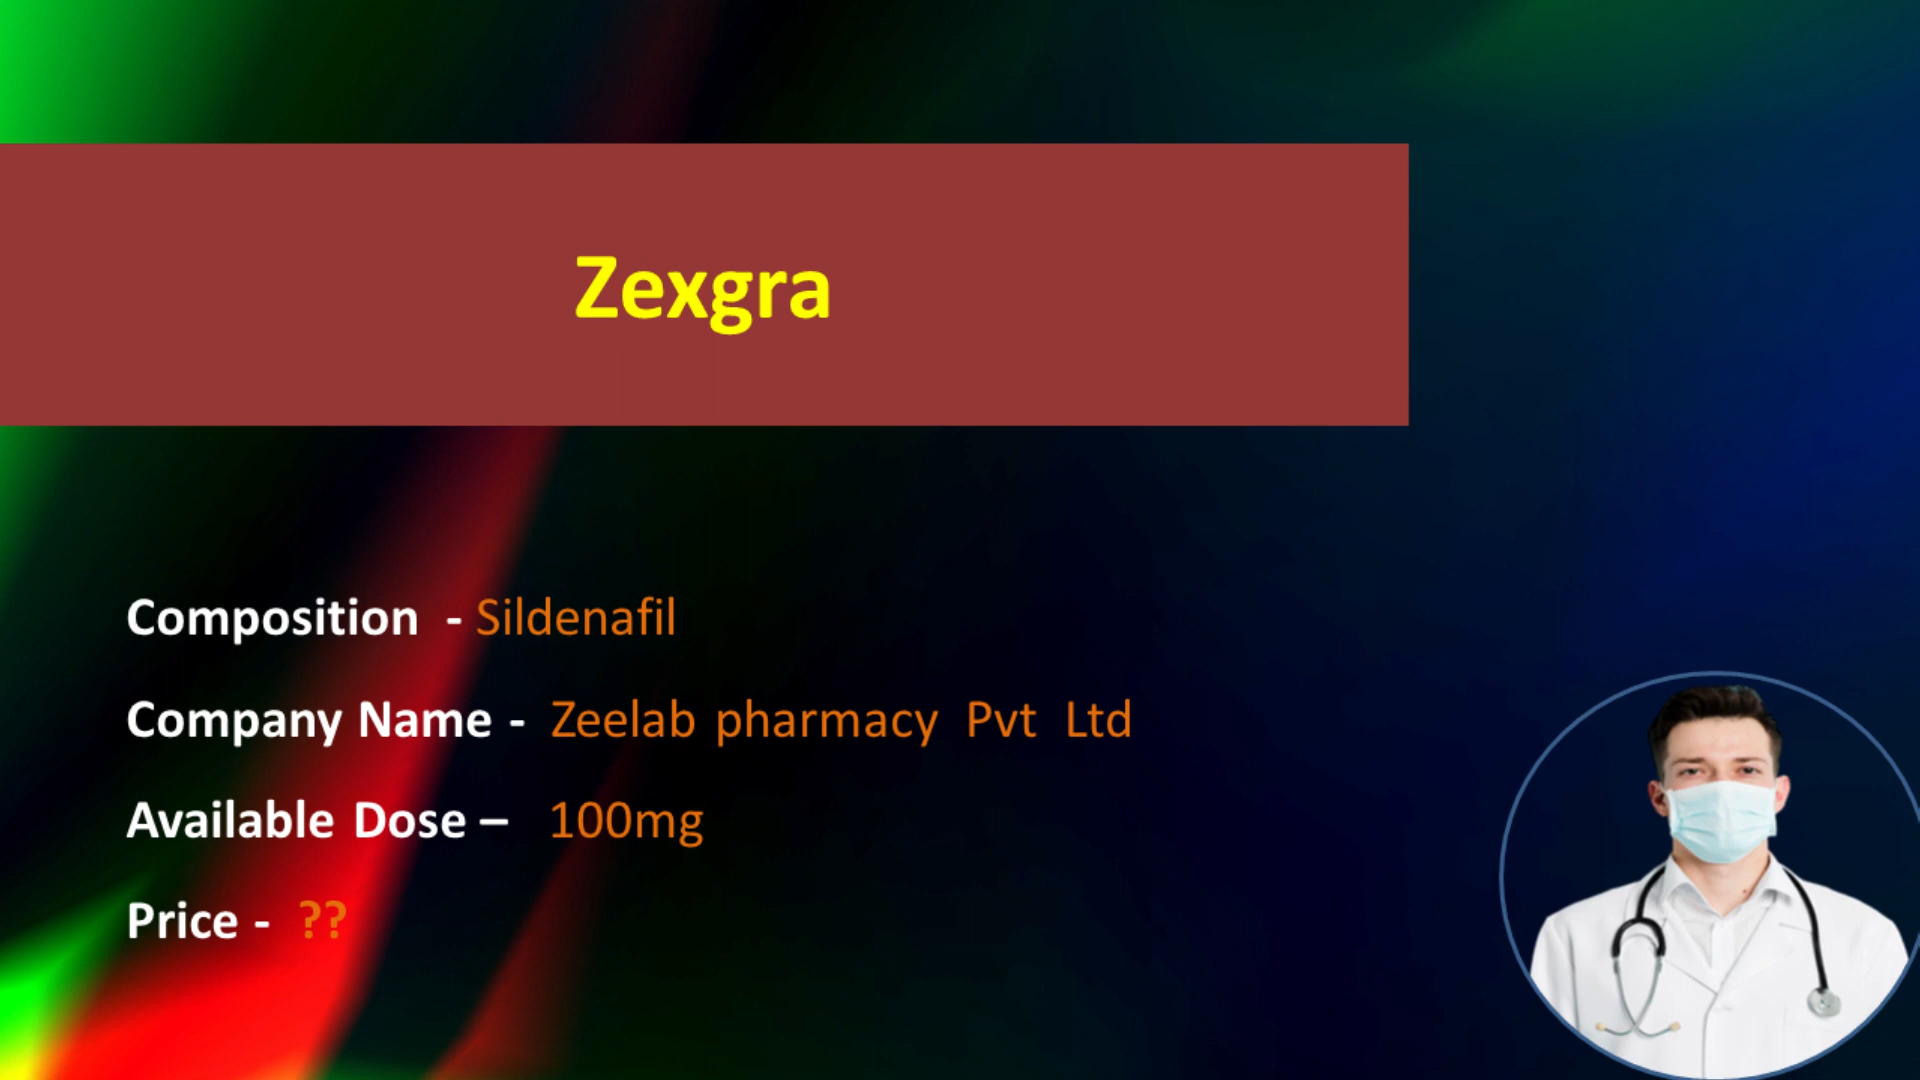 Zexgra
Composition - Sildenafil
Company Name - Zeelab pharmacy Pvt Ltd
Available Dose – 100mg
Price - ??